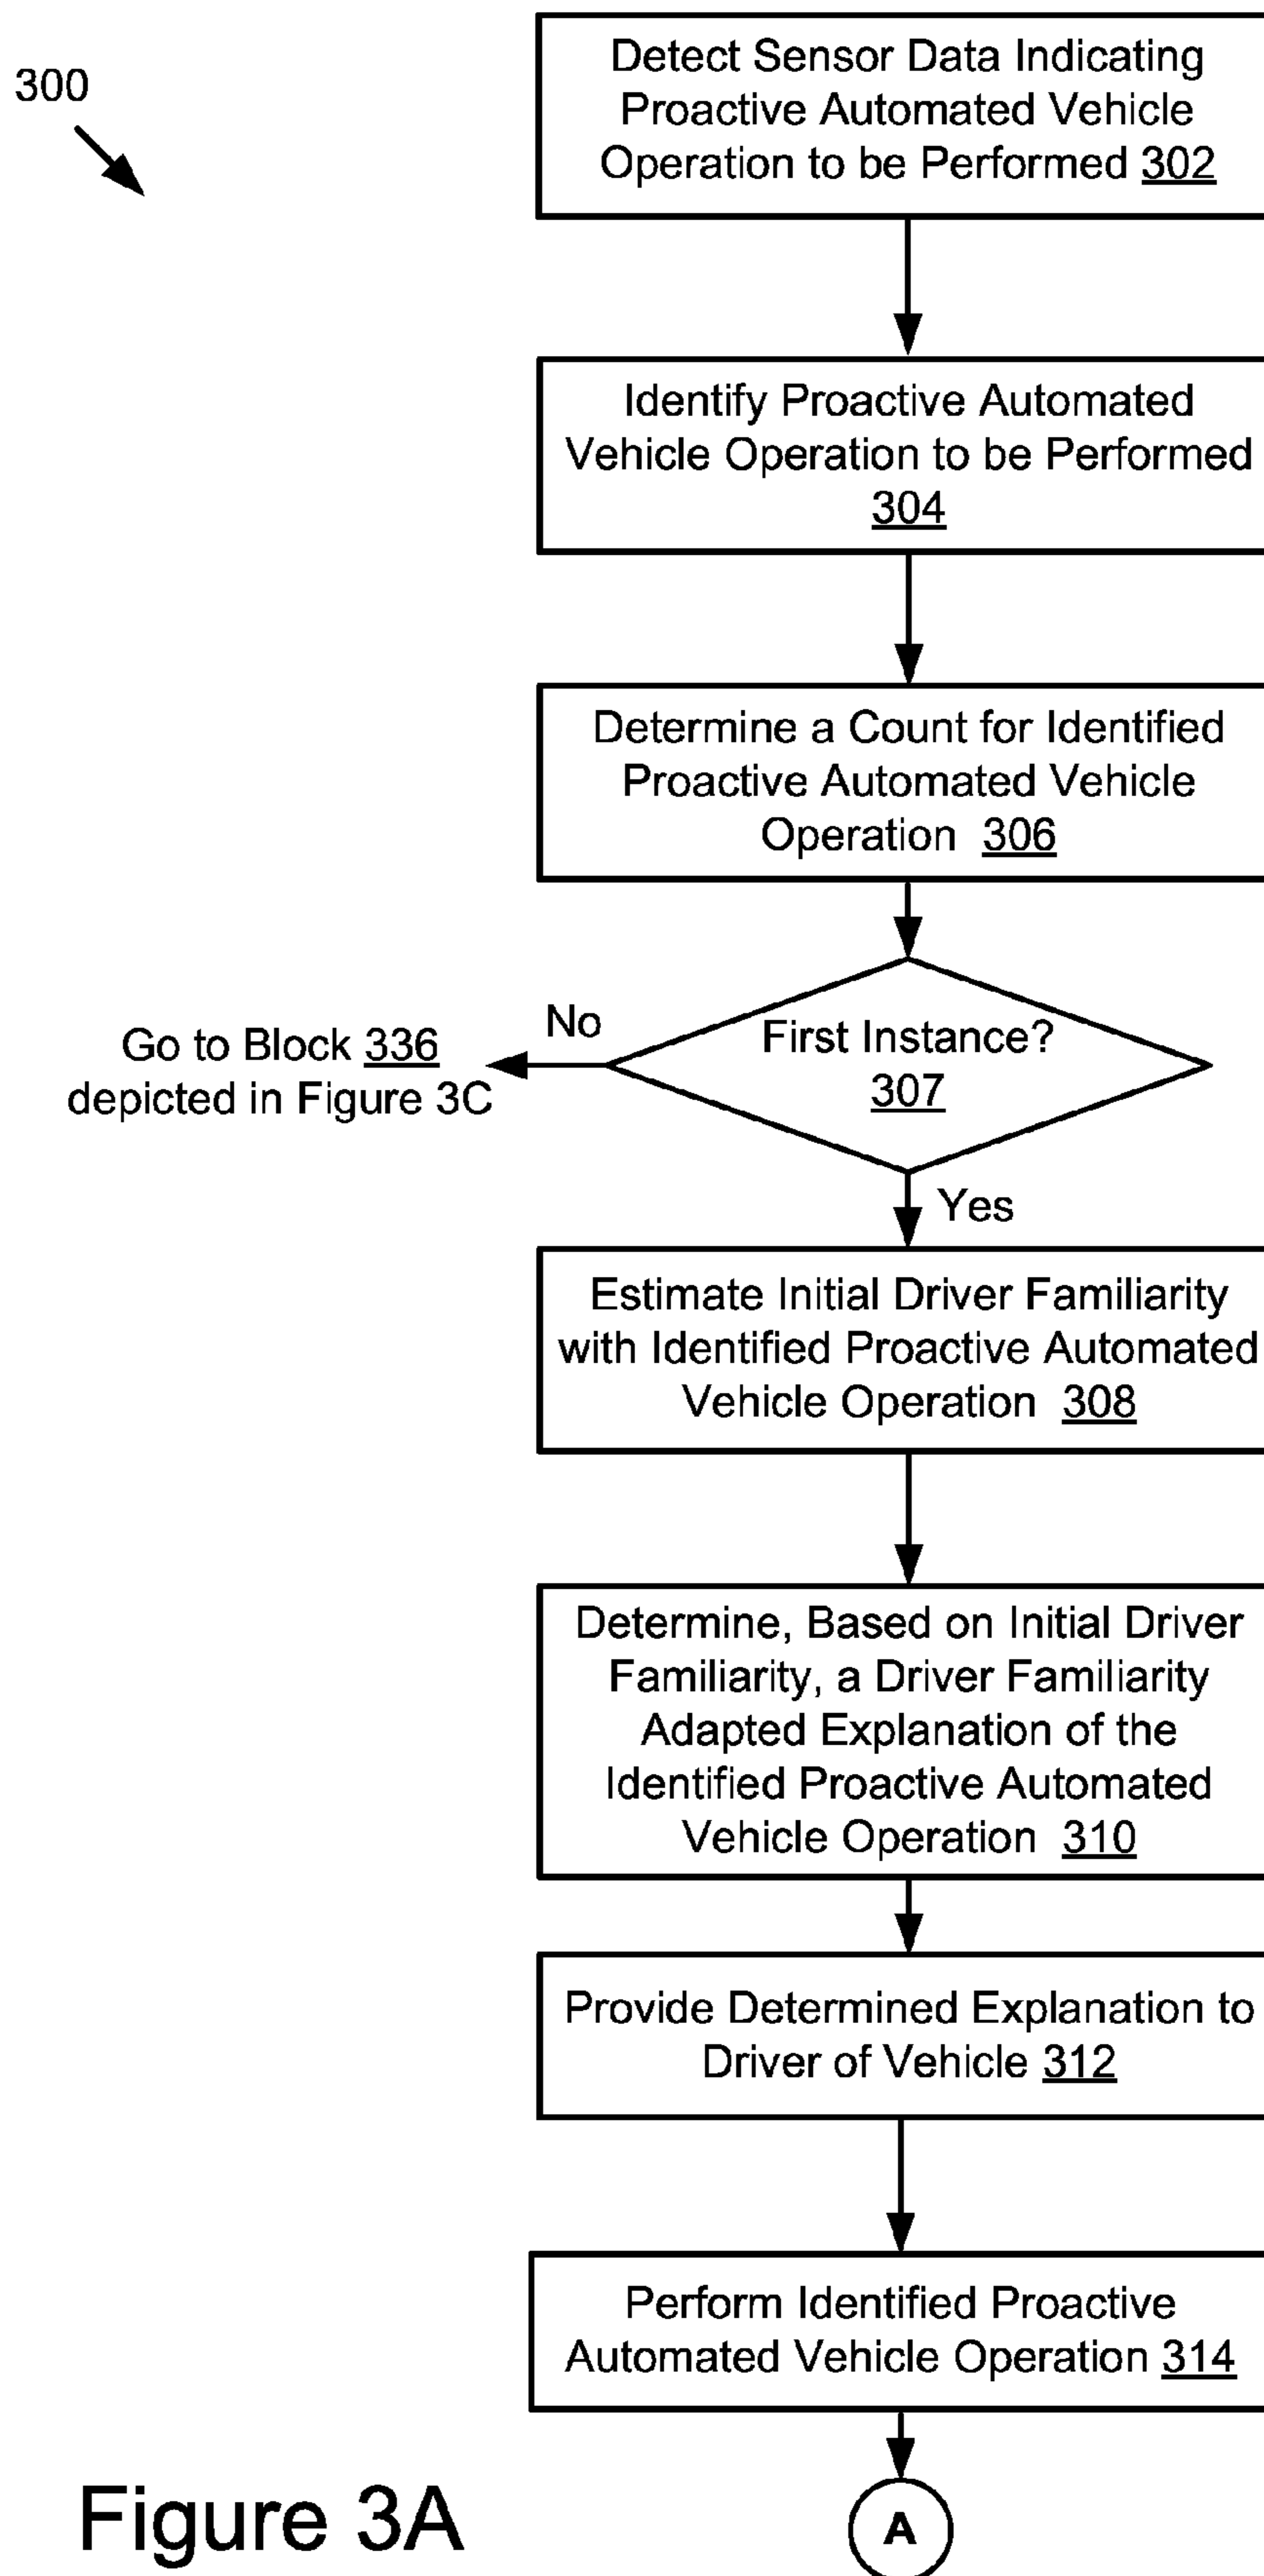 300
Detect Sensor Data Indicating
Proactive Automated Vehicle
Operation to be Performed 302
Identify Proactive Automated
Vehicle Operation to be Performed
304
Determine a Count for Identified
Proactive Automated Vehicle
Operation 306
First Instance?
307
No
Go to Block 336
depicted in Figure 3C
Yes
Estimate Initial Driver Familiarity
with Identified Proactive Automated
Vehicle Operation 308
Determine, Based on Initial Driver
Familiarity, a Driver Familiarity
Adapted Explanation of the
Identified Proactive Automated
Vehicle Operation 310
Provide Determined Explanation to
Driver of Vehicle 312
Perform Identified Proactive
Automated Vehicle Operation 314
A
Figure 3A